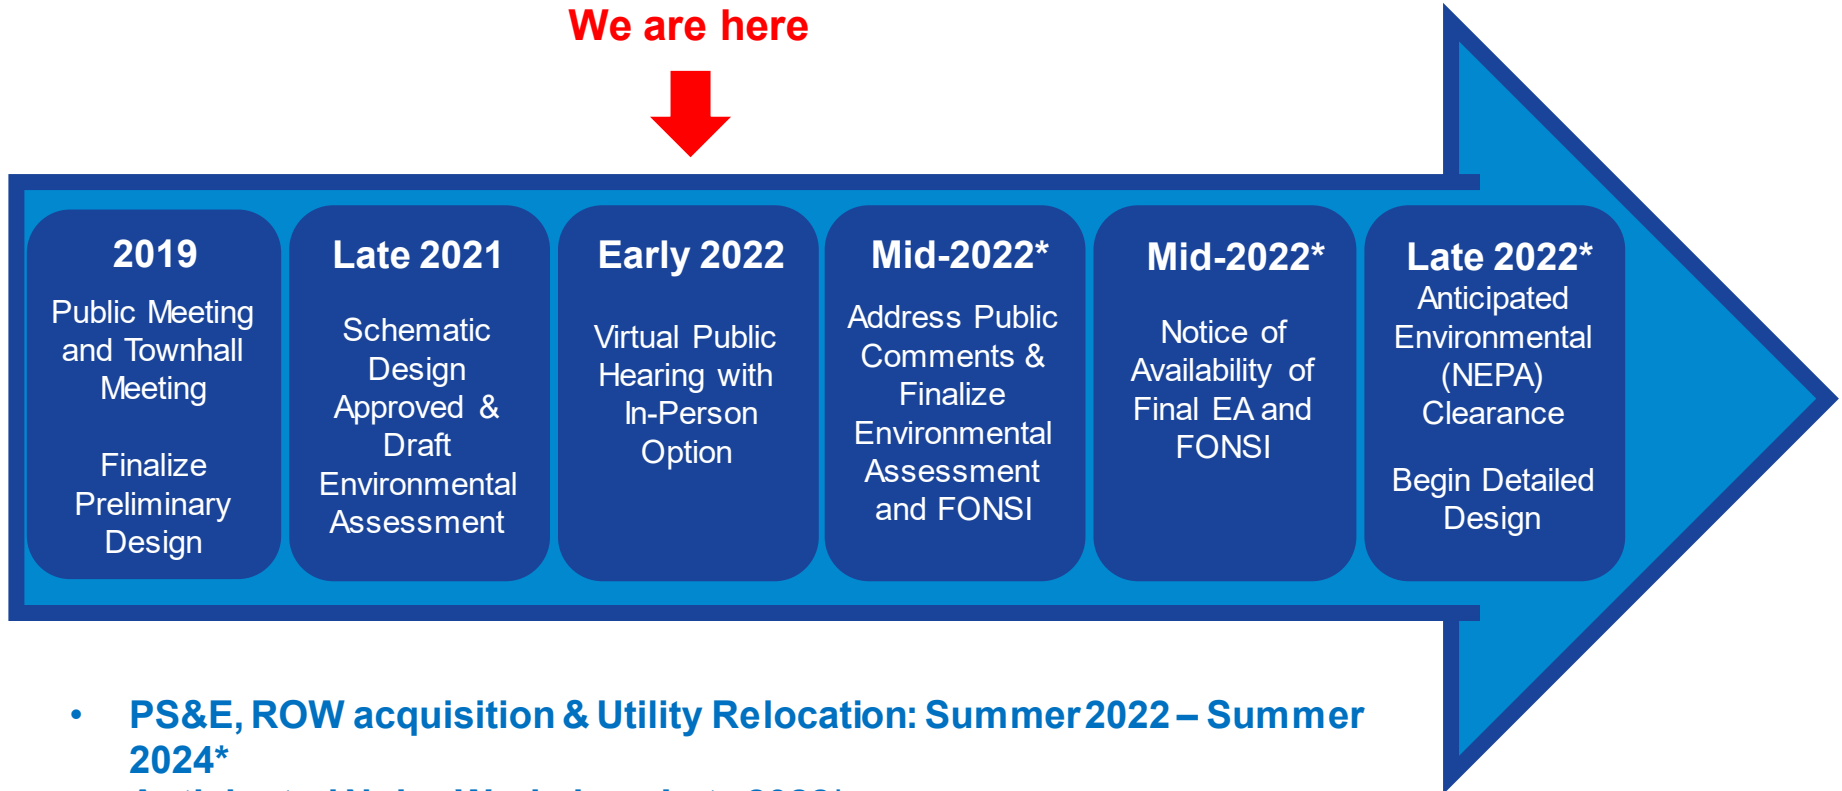 We are here
2019
Public Meeting
and Townhall
Meeting
Finalize
Preliminary
Design
Late 2021
Schematic
Design
Approved &
Draft
Environmental
Assessment
Early 2022
Virtual Public
Hearing with
In-Person
Option
Mid-2022*
Address Public
Comments &
Finalize
Environmental
Assessment
and FONSI
Mid-2022*
Notice of
Availability of
Final EA and
FONSI
Late 2022*
Anticipated
Environmental
(NEPA)
Clearance
Begin Detailed
Design
• PS&E, ROW acquisition & Utility Relocation: Summer 2022 – Summer
2024*